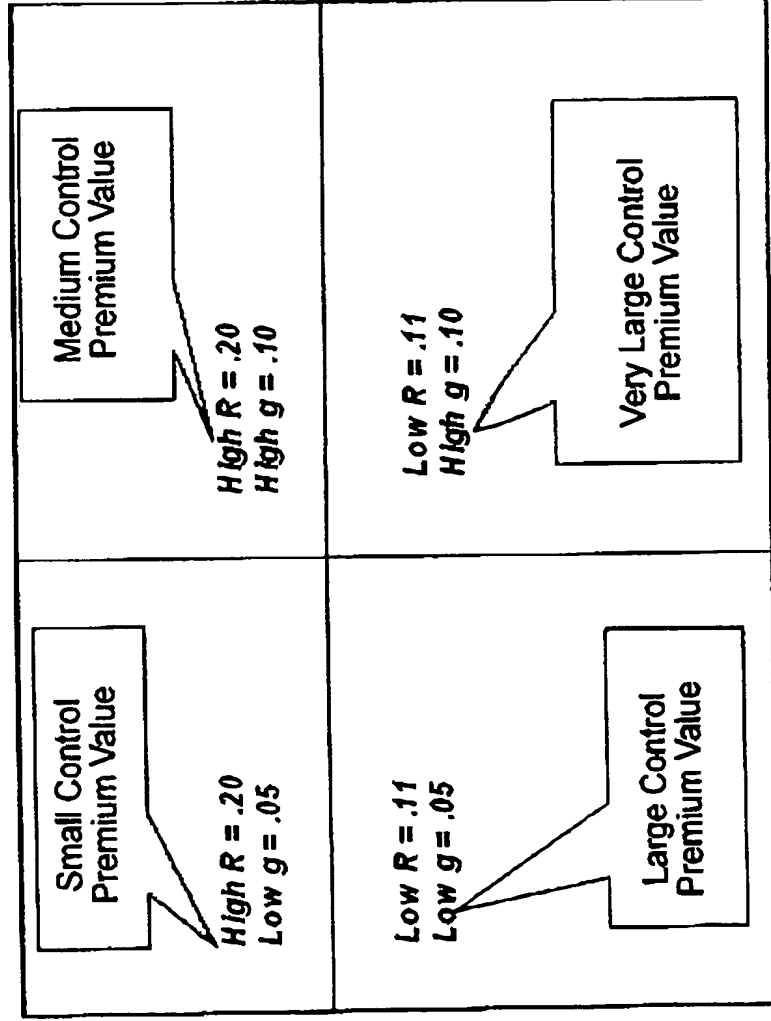 Small Control
Premium Value
High R = .20
Low g = .05
Medium Control
Premium Value
High R = .20
High g = .10
Low R = .11
Low g = .05
Large Control
Premium Value
Low R = .11
High g = .10
Very Large Control
Premium Value